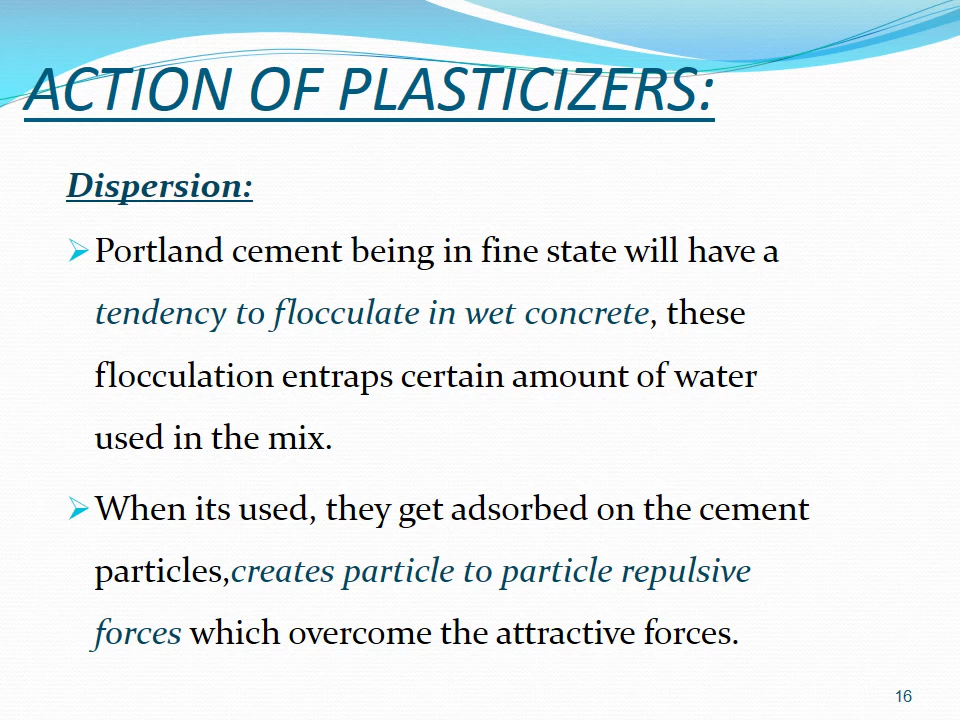 ACTION OF PLASTICIZERS:
Dispersion:
Portland cement being in fine state will have a
tendency to flocculate in wet concrete, these
flocculation entraps certain amount of water
used in the mix.
When its used, they get adsorbed on the cement
particles,creates particle to particle repulsive
forces which overcome the attractive forces.
16